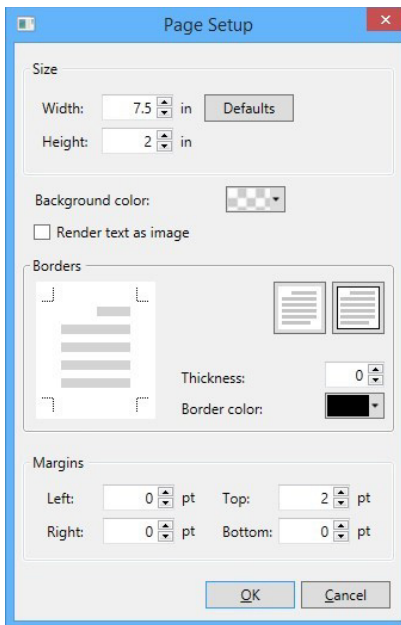 Page Setup
Size
Width: 7.5 in Defaults
Height: 2 in
Background color:
Render text as image
Borders
Thickness: 0
Border color:
Margins
Left: 0 pt Top: 2 pt
Right: 0 pt Bottom: 0 pt
OK Cancel